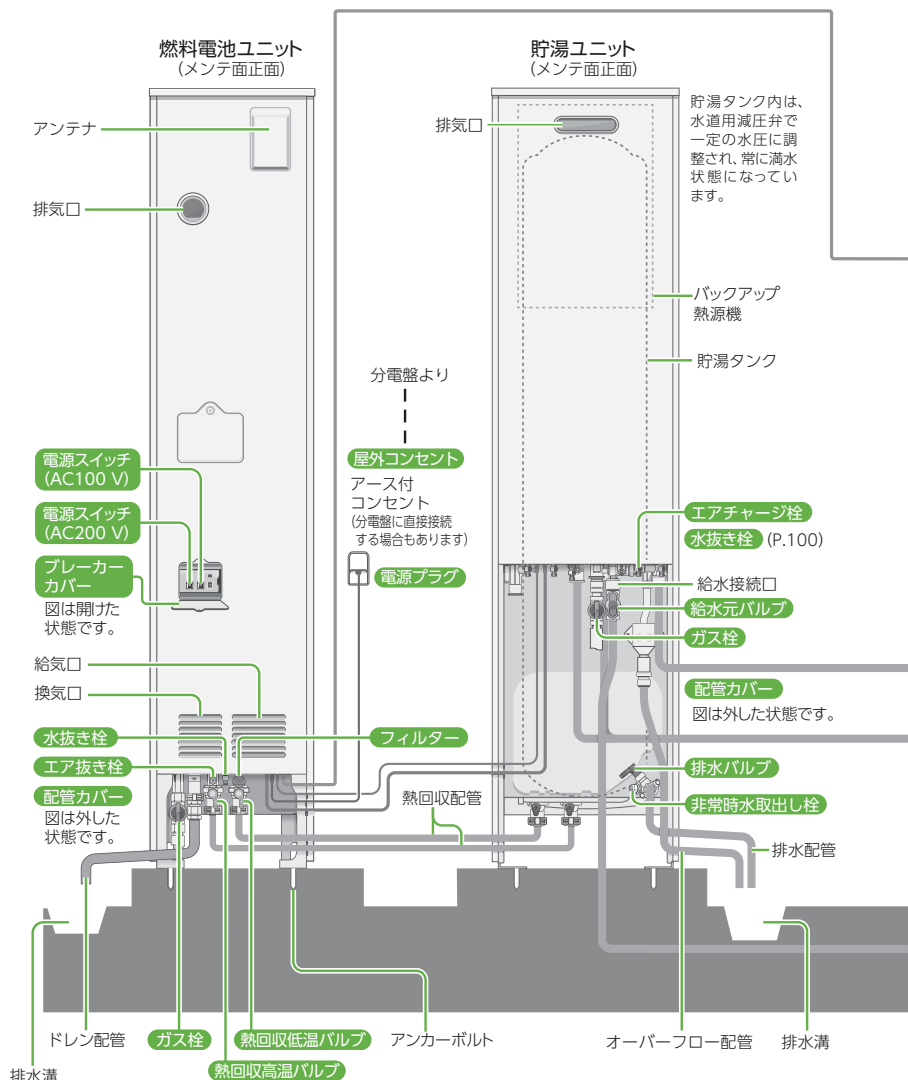 燃料電池ユニット
(メンテ面正面)
アンテナ
排気口
電源スイッチ
(AC100 V)
電源スイッチ
(AC200 V)
ブレーカー
カバー
図は開けた
状態です。
給気口
換気口
水抜き栓
エア抜き栓
配管カバー
図は外した
状態です。
フィルター
分電盤より
屋外コンセント
アース付
コンセント
(分電盤に直接接続
する場合もあります)
電源プラグ
熱回収配管
貯湯ユニット
(メンテ面正面)
排気口
貯湯タンク内は、
水道用減圧弁で
一定の水圧に調
整され、常に満水
状態になってい
ます。
バックアップ
熱源機
貯湯タンク
エアチャージ栓
水抜き栓 (P.100)
給水接続口
給水元バルブ
ガス栓
配管カバー
図は外した状態です。
排水バルブ
非常時水取出し栓
排水配管
ドレン配管
ガス栓
熱回収低温バルブ
アンカーボルト
オーバーフロー配管
排水溝
排水溝
熱回収高温バルブ